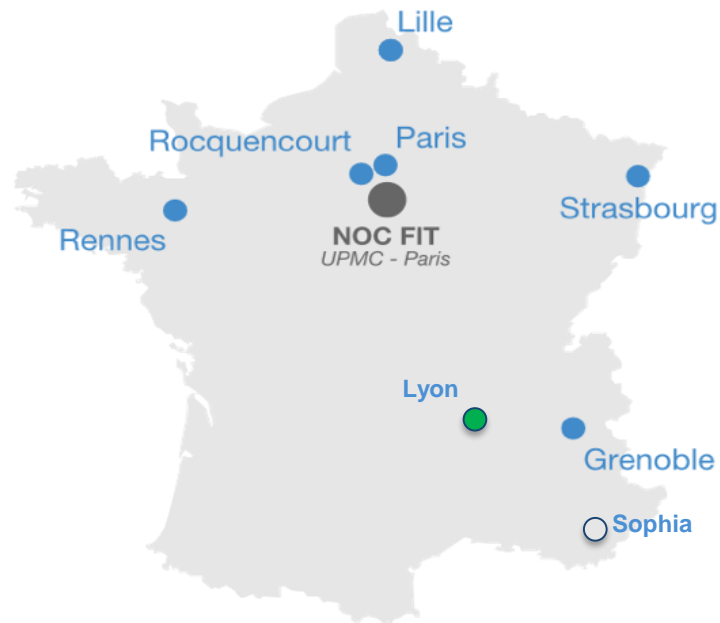 Lille
Rocquencourt
Paris
Strasbourg
Rennes
NOC FIT
UPMC - Paris
Lyon
Grenoble
Sophia